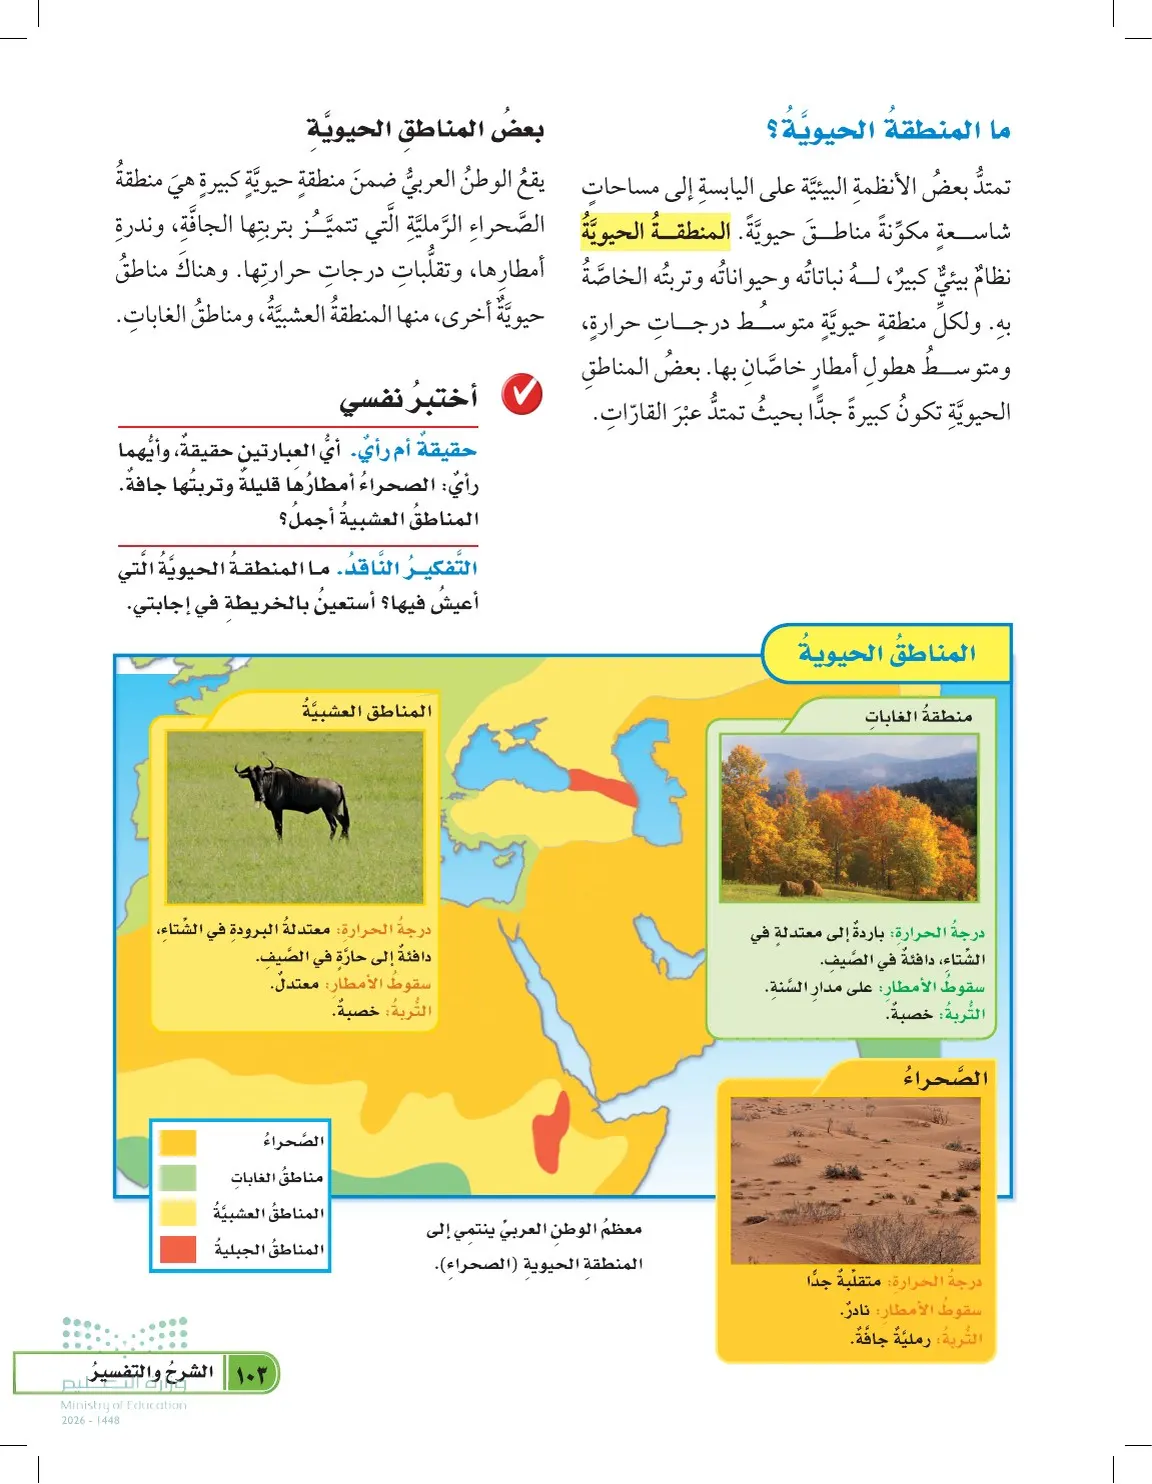 ما المنطقةُ الحيويَّةُ؟
تمتدُّ بعضُ الأنظمةِ البيئيَّة على اليابسةِ إلى مساحاتٍ
شاسعةٍ مكوِّنةً مناطقَ حيويَّةً. المنطقةُ الحيويَّةُ
نظامٌ بيئيٌّ كبيرٌ، لهُ نباتاتُه وحيواناتُه وتربتُه الخاصَّةُ
بهِ. ولكلِّ منطقةٍ حيويَّةٍ متوسطُ درجاتِ حرارةٍ،
ومتوسطُ هطولِ أمطارٍ خاصَّانِ بها. بعضُ المناطقِ
الحيويَّةِ تكونُ كبيرةً جدًّا بحيثُ تمتدُّ عبْرَ القارّاتِ.
بعضُ المناطقِ الحيويَّةِ
يقعُ الوطنُ العربيُّ ضمنَ منطقةٍ حيويَّةٍ كبيرةٍ هيَ منطقةُ
الصَّحراءِ الرَّمليَّةِ الَّتي تتميَّزُ بتربتِها الجافَّةِ، وندرةِ
أمطارِها، وتقلُّباتِ درجاتِ حرارتِها. وهناكَ مناطقُ
حيويَّةٌ أخرى، منها المنطقةُ العشبيَّةُ، ومناطقُ الغاباتِ.
أختبرُ نفسي
حقيقةٌ أم رأيٌ. أيُّ العِبارتينِ حقيقةٌ، وأيُّهما
رأيٌ: الصحراءُ أمطارُها قليلةٌ وتربتُها جافةٌ.
المناطقُ العشبيةُ أجملُ؟
التَّفكيرُ النَّاقدُ. ما المنطقةُ الحيويَّةُ الَّتي
أعيشُ فيها؟ أستعينُ بالخريطةِ في إجابتي.
المناطقُ الحيويةُ
منطقةُ الغاباتِ
درجةُ الحرارةِ: باردةٌ إلى معتدلةٍ في
الشِّتاءِ، دافئةٌ في الصَّيفِ.
سقوطُ الأمطارِ: على مدارِ السَّنةِ.
التُّربةُ: خصبةٌ.
المناطق العشبيَّةُ
درجةُ الحرارةِ: معتدلةُ البرودةِ في الشِّتاءِ،
دافئةٌ إلى حارَّةٍ في الصَّيفِ.
سقوطُ الأمطارِ: معتدلٌ.
التُّربةُ: خصبةٌ.
الصَّحراءُ
درجةُ الحرارةِ: متقلِّبةٌ جدًّا
سقوطُ الأمطارِ: نادرٌ.
التُّربةُ: رمليَّةٌ جافَّةٌ.
الصَّحراءُ
مناطقُ الغاباتِ
المناطقُ العشبيَّةُ
المناطقُ الجبليةُ
معظمُ الوطنِ العربيِّ ينتمِي إلى
المنطقةِ الحيويةِ (الصحراءِ).
١٠٣ الشرحُ والتفسيرُ
وزارة التعليم
Ministry of Education
2026 - 1448